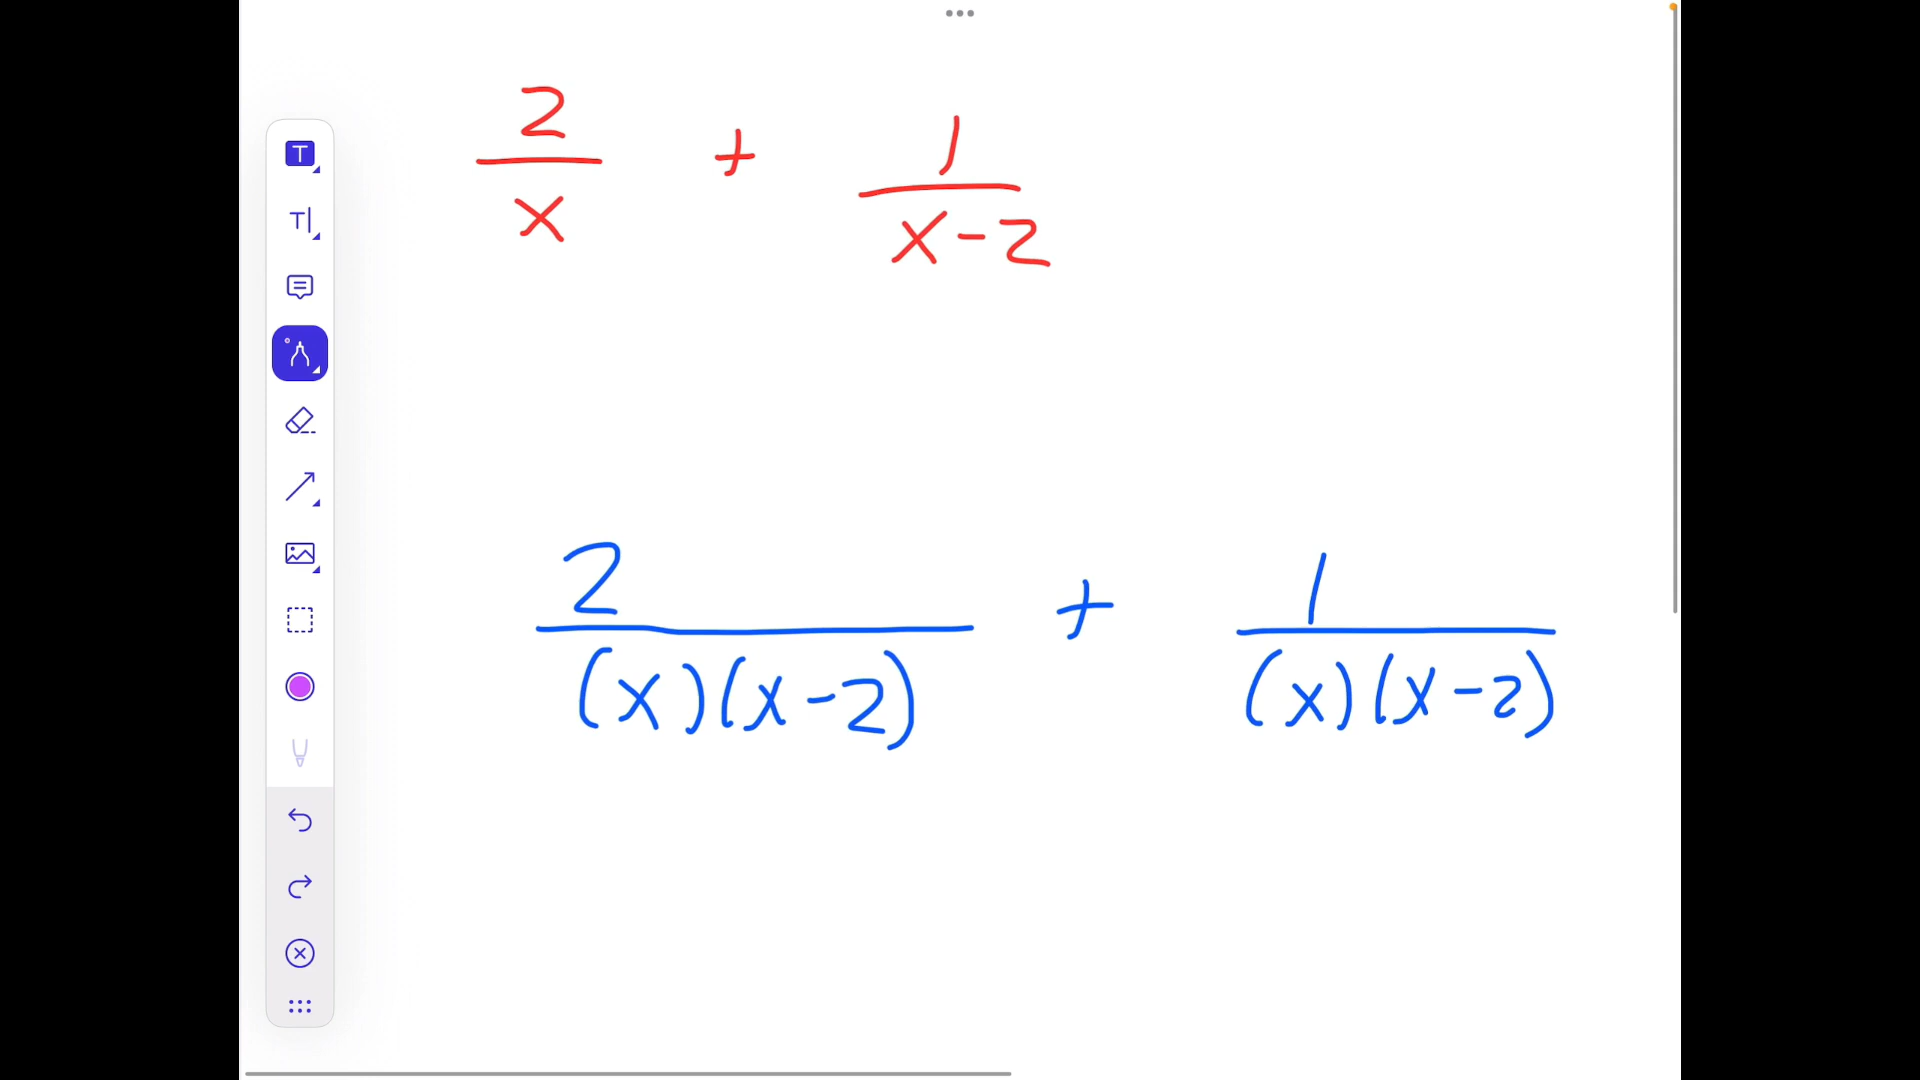 2/x + 1/x-2
2/(x)(x-2) + 1/(x)(x-2)